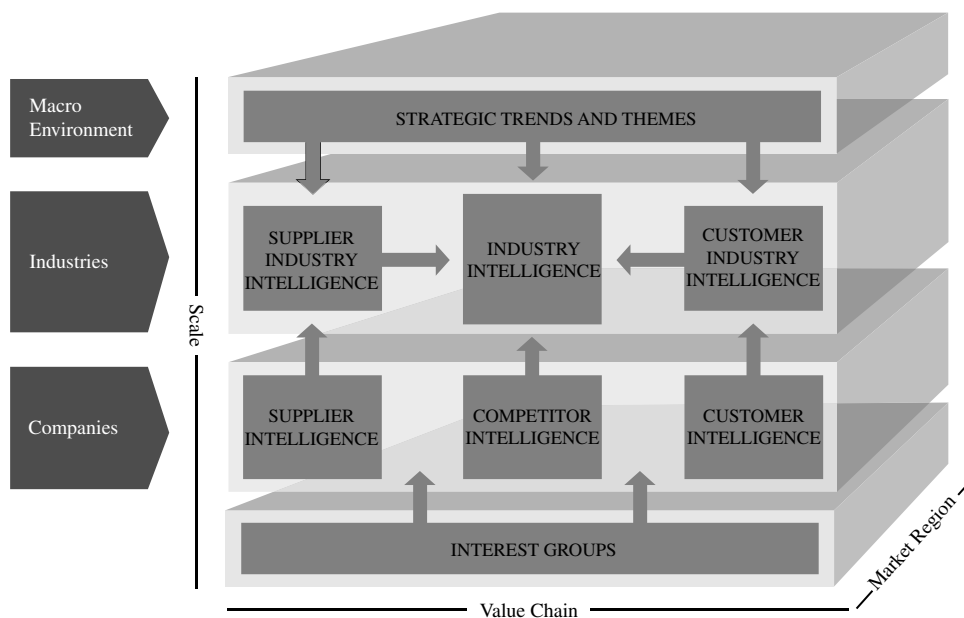 Macro
Environment
STRATEGIC TRENDS AND THEMES
Industries
SUPPLIER
INDUSTRY
INTELLIGENCE
INDUSTRY
INTELLIGENCE
CUSTOMER
INDUSTRY
INTELLIGENCE
Scale
Companies
SUPPLIER
INTELLIGENCE
COMPETITOR
INTELLIGENCE
CUSTOMER
INTELLIGENCE
INTEREST GROUPS
Market Region
Value Chain